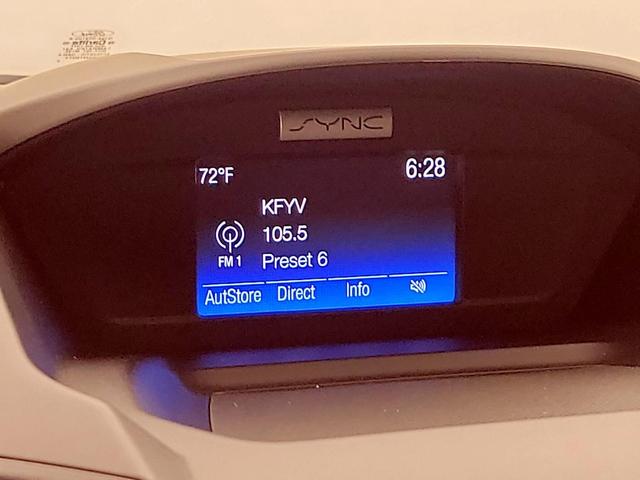 SYNC
72°F
6:28
KFYV
105.5
FM 1
Preset 6
AutStore
Direct
Info